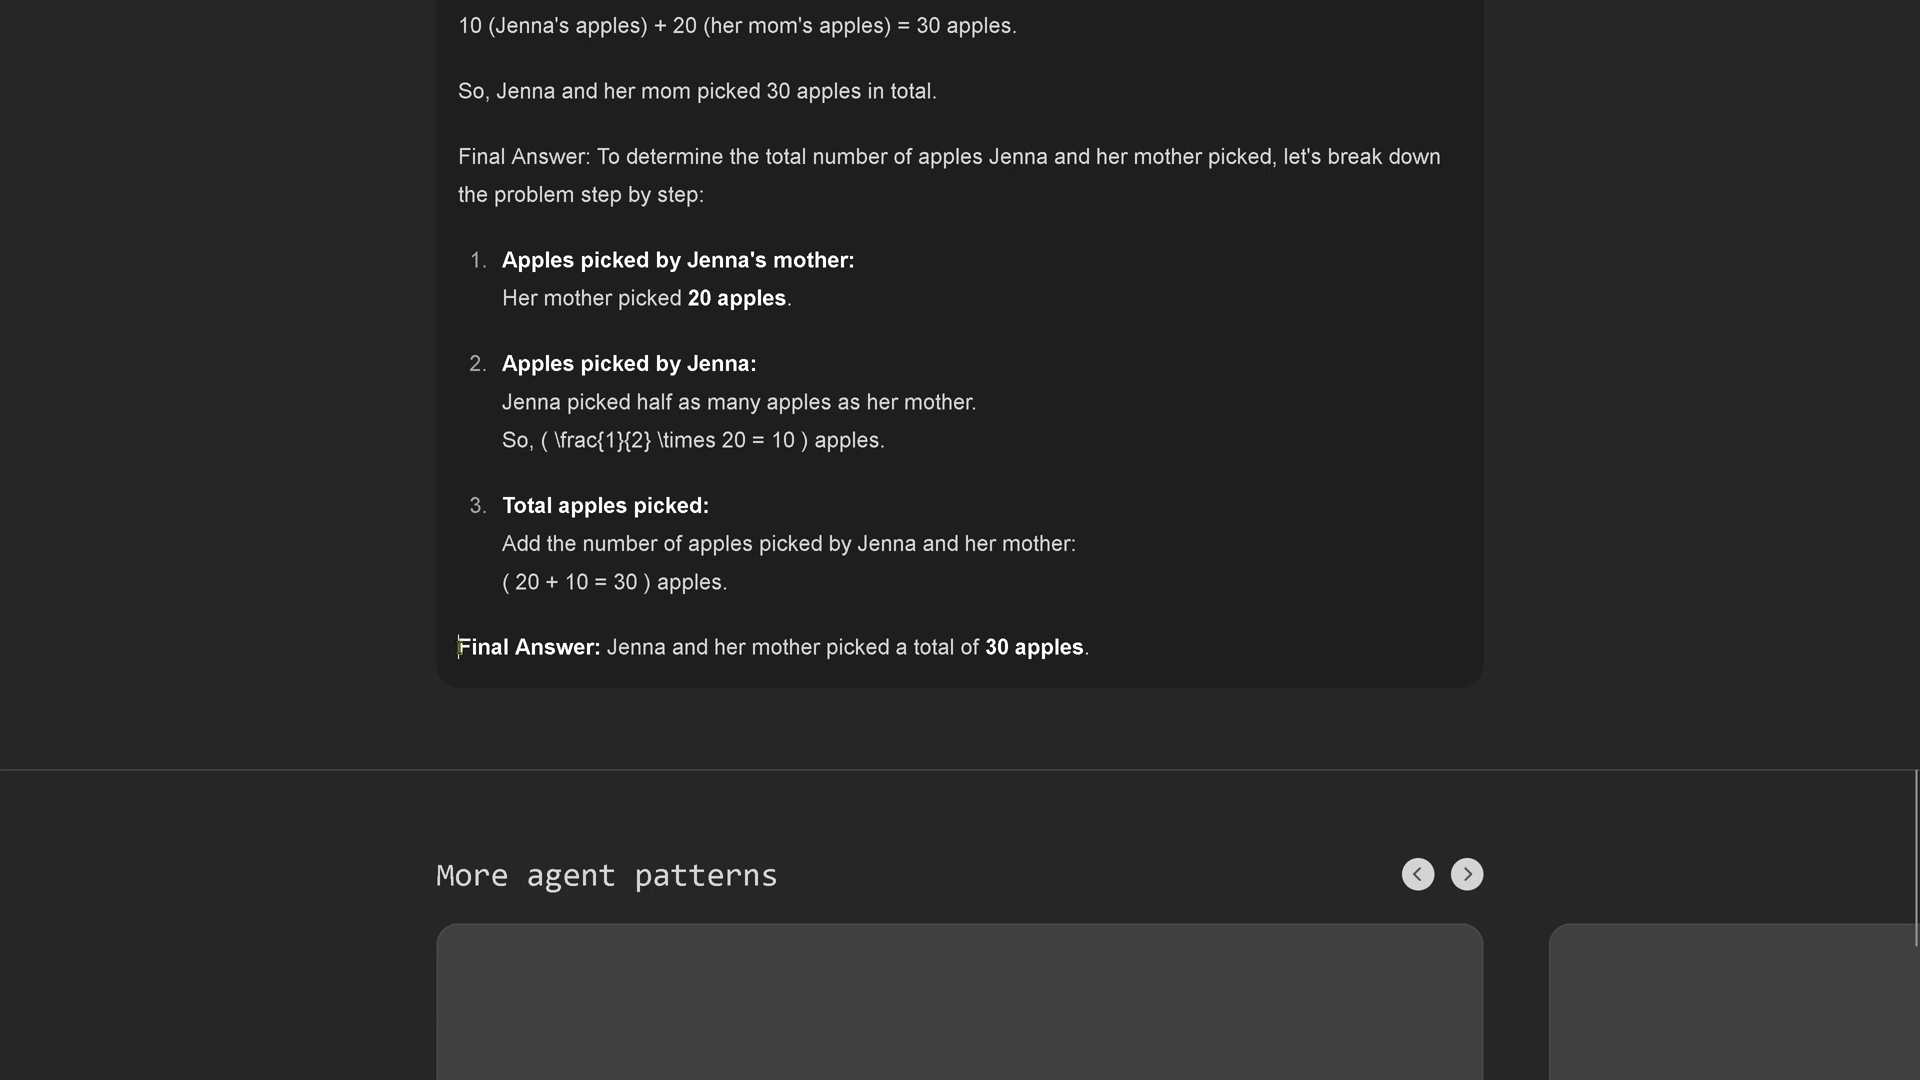 10 (Jenna's apples) + 20 (her mom's apples) = 30 apples.
So, Jenna and her mom picked 30 apples in total.
Final Answer: To determine the total number of apples Jenna and her mother picked, let's break down
the problem step by step:
1. Apples picked by Jenna's mother:
Her mother picked 20 apples.
2. Apples picked by Jenna:
Jenna picked half as many apples as her mother.
So, ( \frac{1}{2} \times 20 = 10 ) apples.
3. Total apples picked:
Add the number of apples picked by Jenna and her mother:
( 20 + 10 = 30 ) apples.
Final Answer: Jenna and her mother picked a total of 30 apples.
More agent patterns